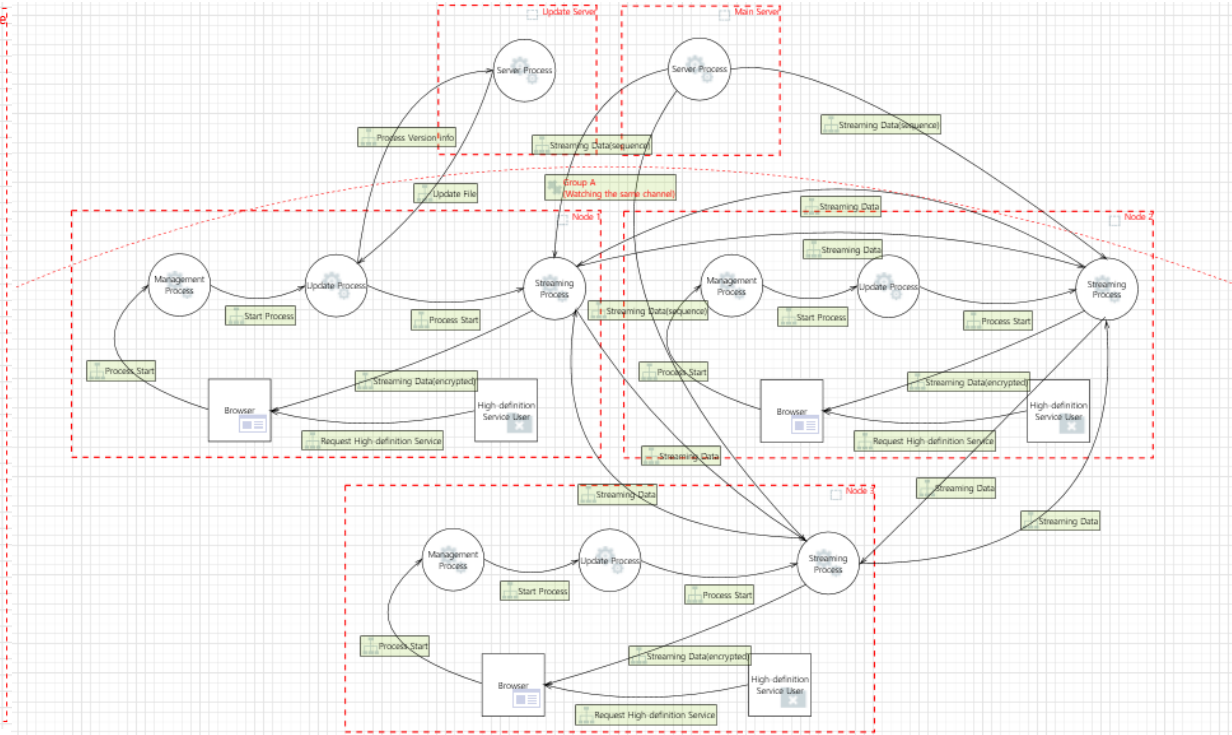 Update Server
Main Server
Server Process
Server Process
Process Version Info
Streaming Data(sequence)
Streaming Data(sequence)
Update File
Group A
(Watching the same channel)
Streaming Data
Node 1
Node 2
Streaming Data
Management
Process
Update Process
Streaming
Process
Management
Process
Update Process
Streaming
Process
Start Process
Process Start
Streaming Data(sequence)
Start Process
Process Start
Process Start
Streaming Data(encrypted)
Process Start
Streaming Data(encrypted)
Browser
High-definition
Service User
Browser
High-definition
Service User
Request High-definition Service
Request High-definition Service
Streaming Data
Streaming Data
Node 3
Streaming Data
Streaming Data
Management
Process
Update Process
Streaming
Process
Start Process
Process Start
Process Start
Streaming Data(encrypted)
Browser
High-definition
Service User
Request High-definition Service